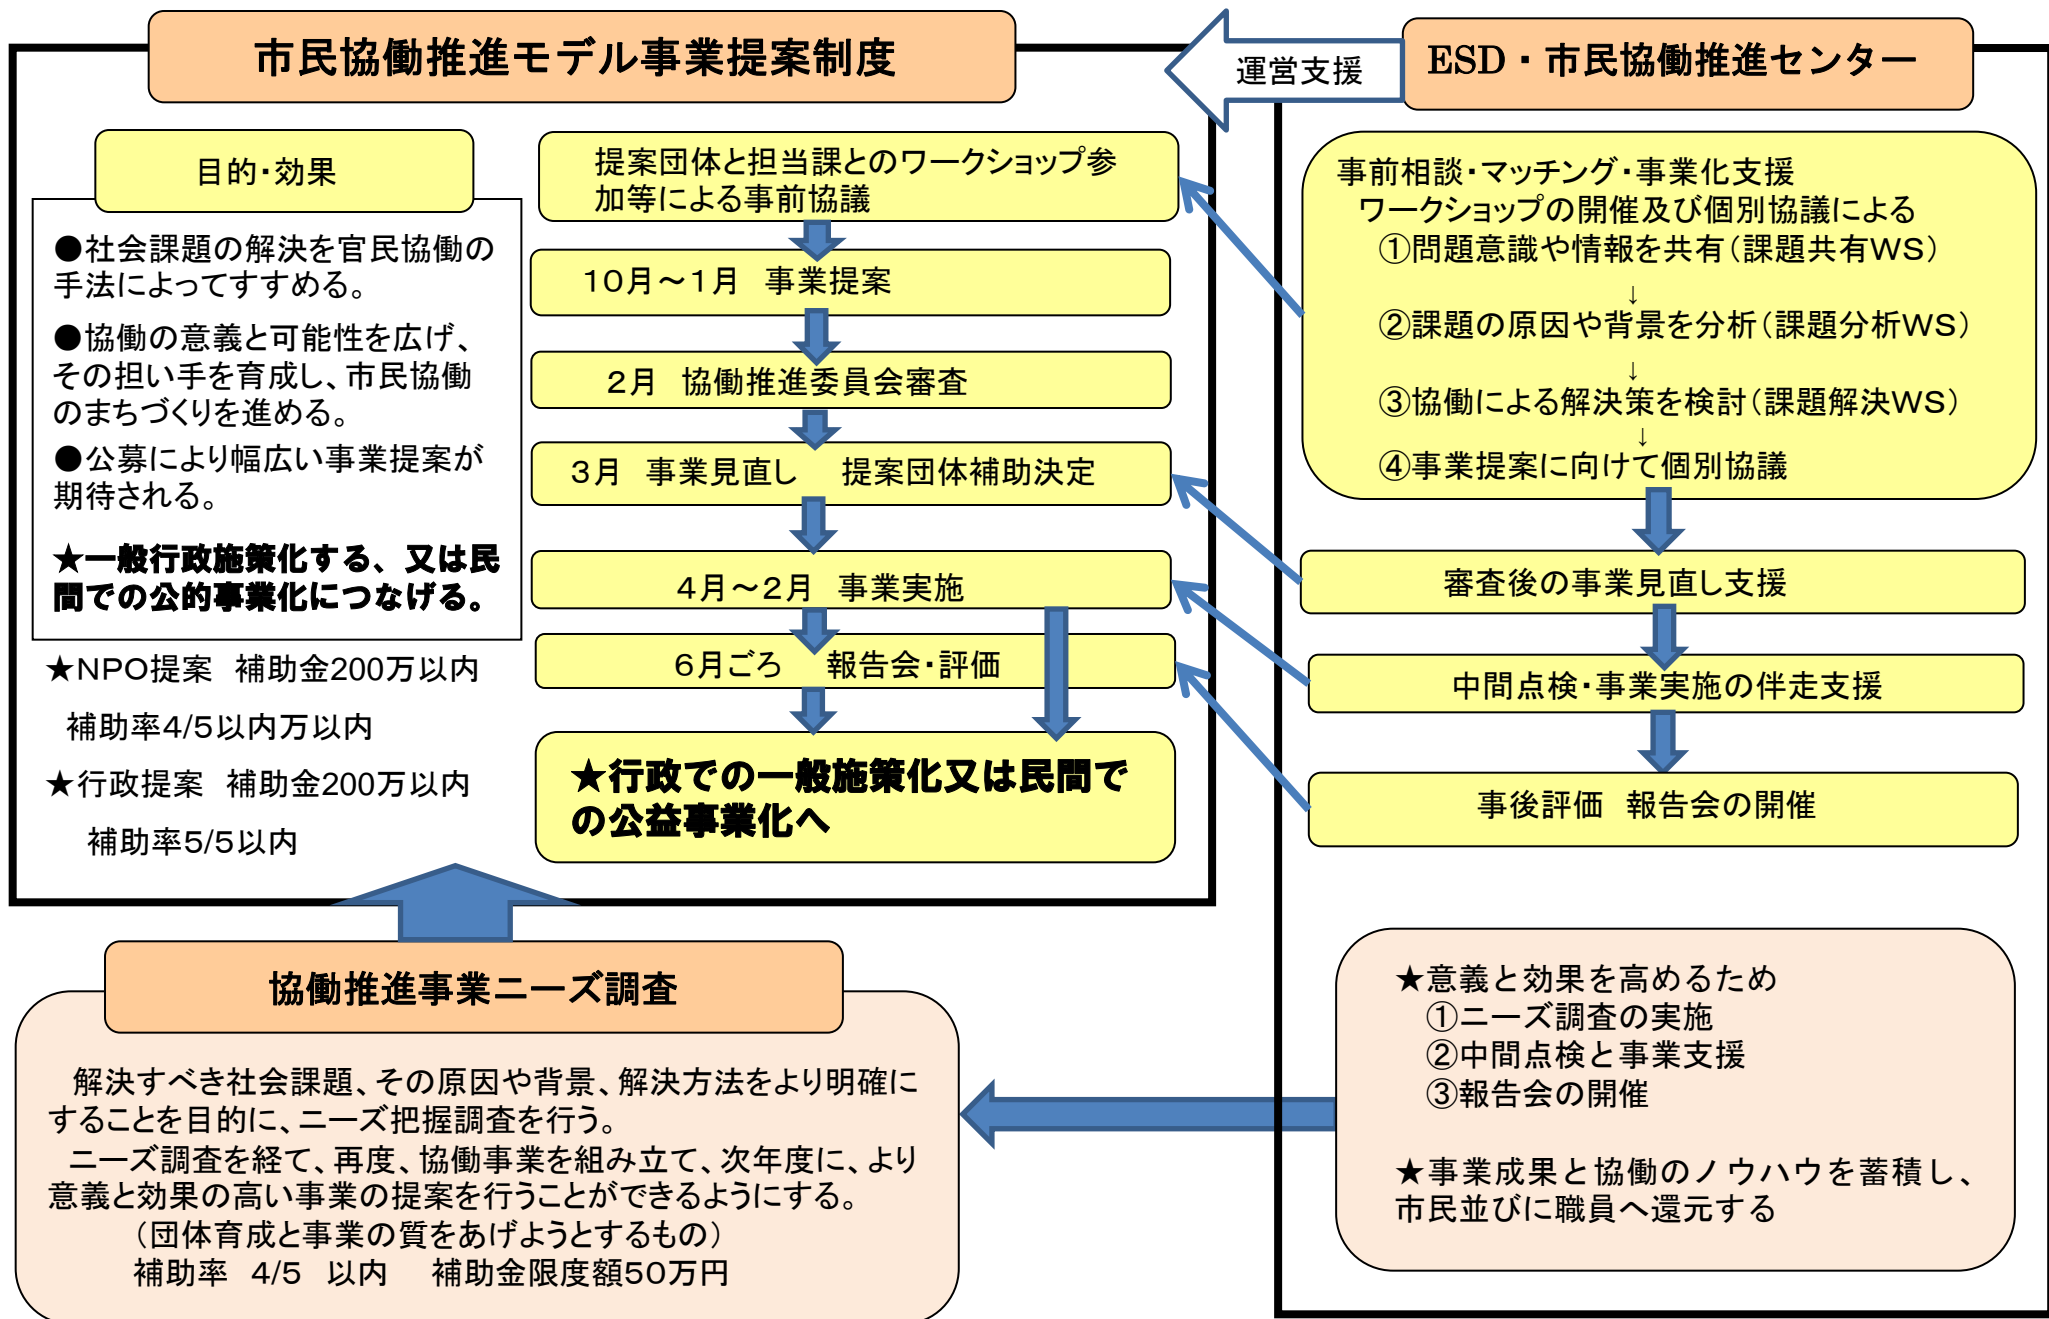 市民協働推進モデル事業提案制度
運営支援
ESD・市民協働推進センター
目的・効果
●社会課題の解決を官民協働の
手法によってすすめる。
●協働の意義と可能性を広げ、
その担い手を育成し、市民協働
のまちづくりを進める。
●公募により幅広い事業提案が
期待される。
★一般行政施策化する、又は民
間での公的事業化につなげる。
★NPO提案　補助金200万以内
補助率4/5以内万以内
★行政提案　補助金200万以内
補助率5/5以内
提案団体と担当課とのワークショップ参
加等による事前協議
10月～1月　事業提案
2月　協働推進委員会審査
3月　事業見直し　提案団体補助決定
4月～2月　事業実施
6月ごろ　報告会・評価
★行政での一般施策化又は民間で
の公益事業化へ
事前相談・マッチング・事業化支援
ワークショップの開催及び個別協議による
①問題意識や情報を共有（課題共有WS）
↓
②課題の原因や背景を分析（課題分析WS）
↓
③協働による解決策を検討（課題解決WS）
↓
④事業提案に向けて個別協議
審査後の事業見直し支援
中間点検・事業実施の伴走支援
事後評価　報告会の開催
協働推進事業ニーズ調査
解決すべき社会課題、その原因や背景、解決方法をより明確に
することを目的に、ニーズ把握調査を行う。
ニーズ調査を経て、再度、協働事業を組み立て、次年度に、より
意義と効果の高い事業の提案を行うことができるようにする。
（団体育成と事業の質をあげようとするもの）
補助率　4/5　以内　補助金限度額50万円
★意義と効果を高めるため
①ニーズ調査の実施
②中間点検と事業支援
③報告会の開催
★事業成果と協働のノウハウを蓄積し、
市民並びに職員へ還元する